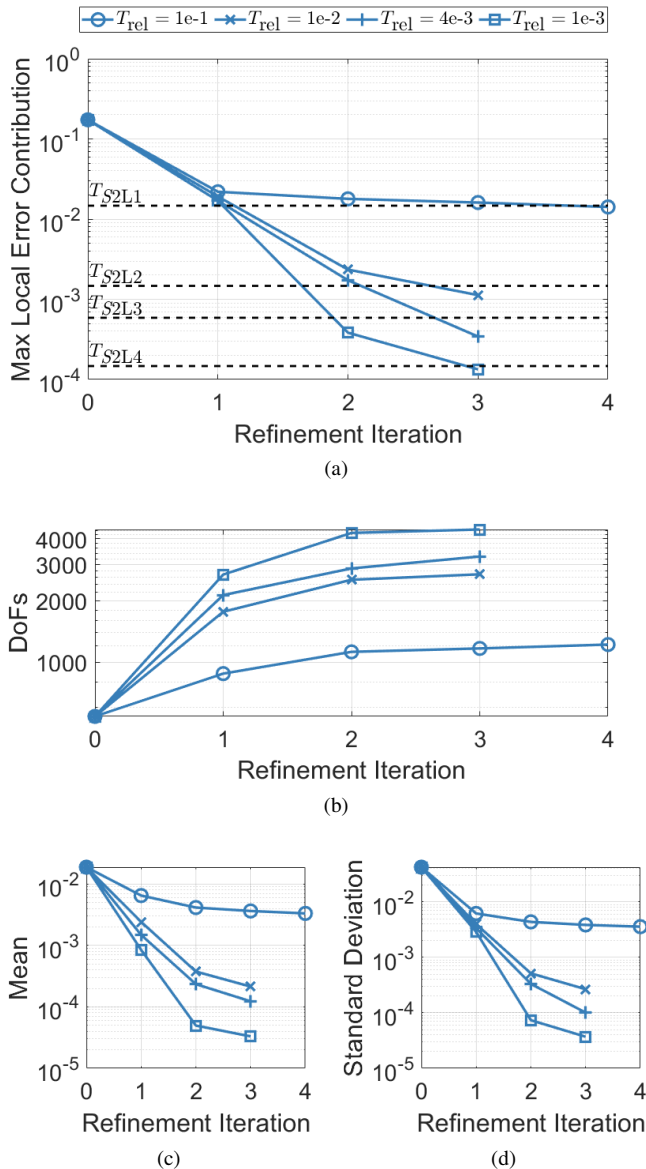 T_rel = 1e-1 T_rel = 1e-2 T_rel = 4e-3 T_rel = 1e-3
10^0
10^-1
10^-2
10^-3
10^-4
Max Local Error Contribution
T_S2L1
T_S2L2
T_S2L3
T_S2L4
0 1 2 3 4
Refinement Iteration
(a)
4000
3000
2000
1000
DoFs
0 1 2 3 4
Refinement Iteration
(b)
10^-2
10^-3
10^-4
10^-5
Mean
0 1 2 3 4
Refinement Iteration
(c)
10^-2
10^-3
10^-4
10^-5
Standard Deviation
0 1 2 3 4
Refinement Iteration
(d)